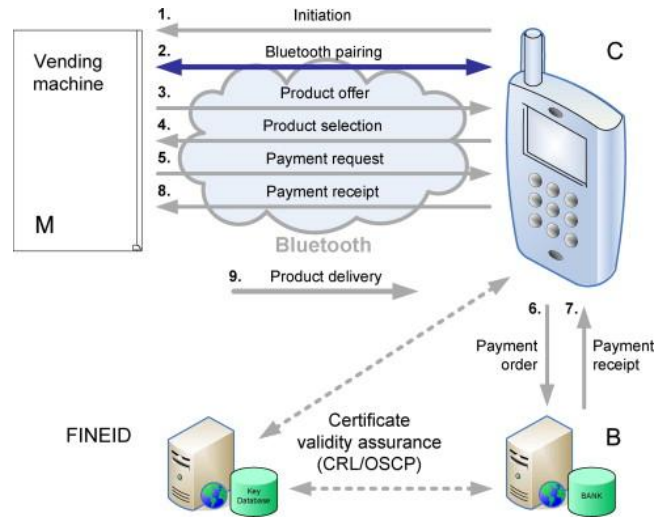 1.
Initiation
Vending
machine
2.
Bluetooth pairing
C
3.
Product offer
4.
Product selection
5.
Payment request
8.
Payment receipt
M
Bluetooth
9.
Product delivery
6.
7.
Payment
order
Payment
receipt
FINEID
Certificate
validity assurance
(CRL/OSCP)
B
Key
Database
BANK